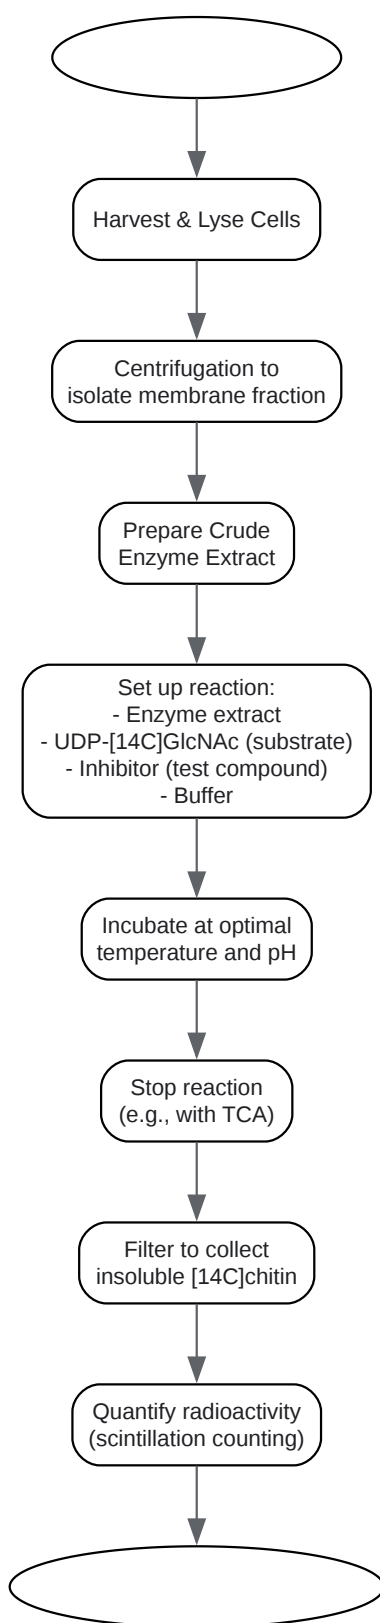 Harvest & Lyse Cells
Centrifugation to
isolate membrane fraction
Prepare Crude
Enzyme Extract
Set up reaction:
- Enzyme extract
- UDP-[14C]GlcNAc (substrate)
- Inhibitor (test compound)
- Buffer
Incubate at optimal
temperature and pH
Stop reaction
(e.g., with TCA)
Filter to collect
insoluble [14C]chitin
Quantify radioactivity
(scintillation counting)